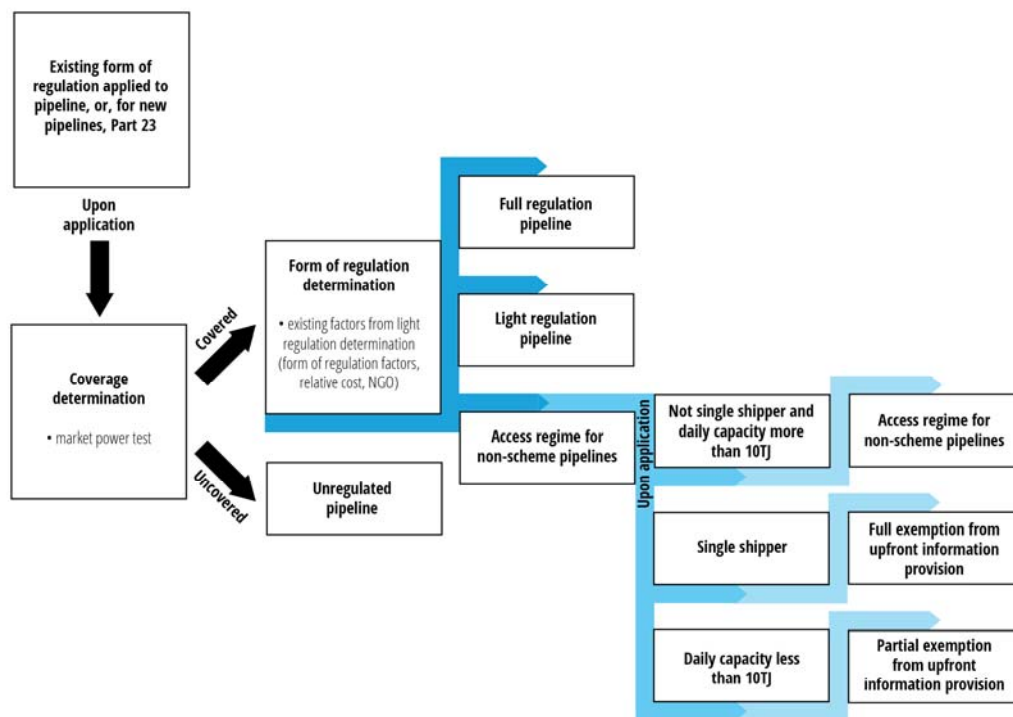 Existing form of
regulation applied to
pipeline, or, for new
pipelines, Part 23
Upon
application
Coverage
determination
• market power test
Covered
Uncovered
Form of regulation
determination
• existing factors from light
regulation determination
(form of regulation factors,
relative cost, NGO)
Unregulated
pipeline
Full regulation
pipeline
Light regulation
pipeline
Access regime for
non-scheme pipelines
Upon application
Not single shipper and
daily capacity more
than 10TJ
Access regime for
non-scheme pipelines
Single shipper
Full exemption from
upfront information
provision
Daily capacity less
than 10TJ
Partial exemption
from upfront
information provision